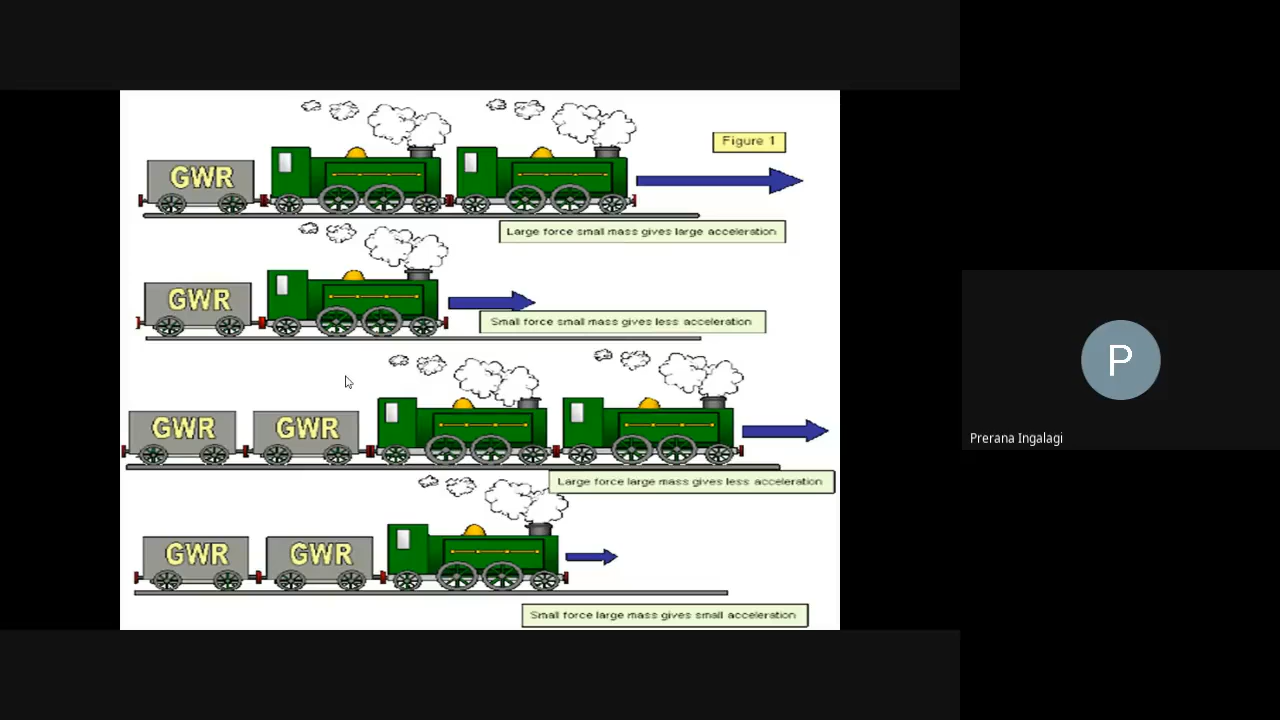 Figure 1
GWR
Large force small mass gives large acceleration
GWR
Small force small mass gives less acceleration
GWR GWR
Large force large mass gives less acceleration
GWR GWR
Small force large mass gives small acceleration
P
Prerana Ingalagi